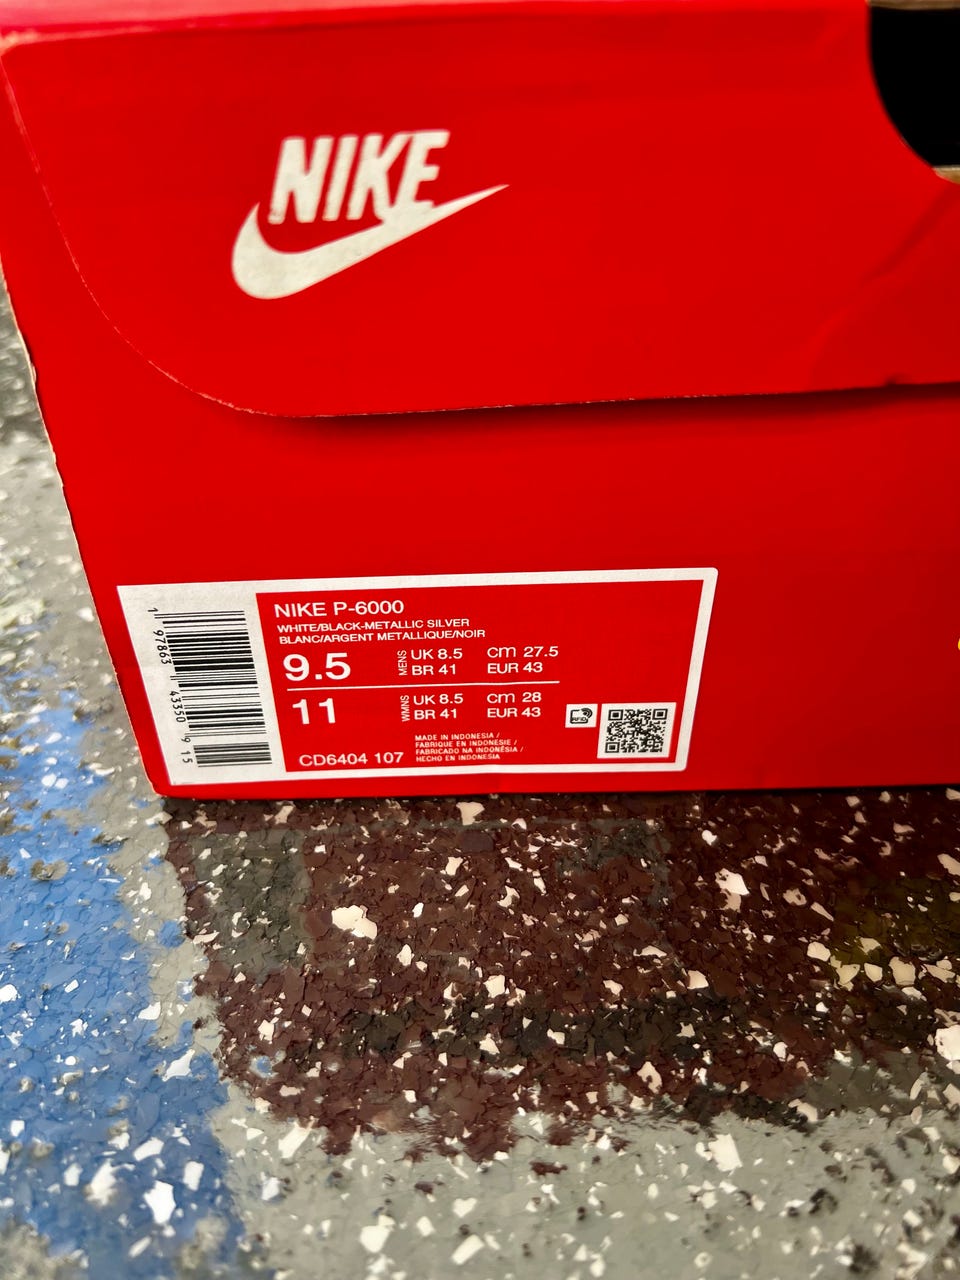 NIKE
NIKE P-6000
WHITE/BLACK-METALLIC SILVER
BLANC/ARGENT METALLIQUE/NOIR
9.5 MENS UK 8.5 cm 27.5
BR 41 EUR 43
11 WMNS UK 8.5 cm 28
BR 41 EUR 43
CD6404 107
MADE IN INDONESIA /
FABRIQUE EN INDONESIE /
FABRICADO NA INDONÉSIA /
HECHO EN INDONESIA
RFID
1 97863 43350 9 15